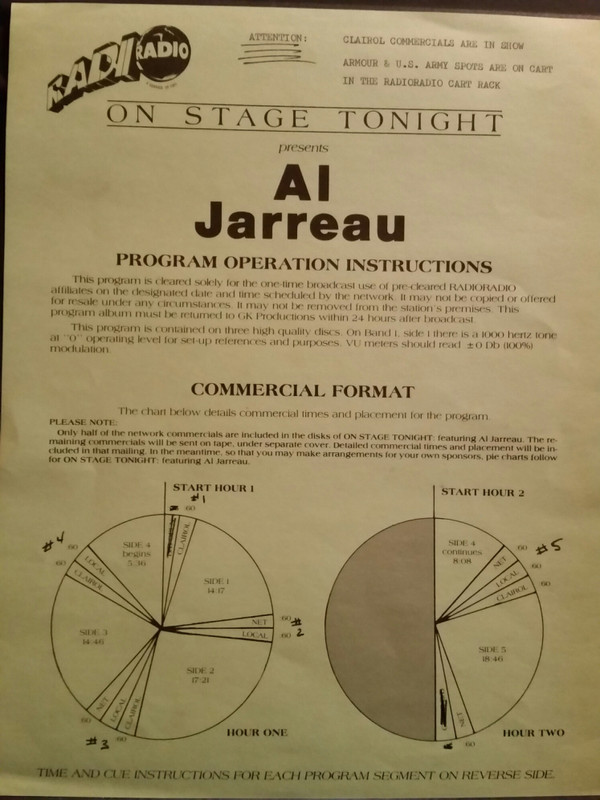 RADIORADIO
ATTENTION:
CLAIROL COMMERCIALS ARE IN SHOW
ARMOUR & U.S. ARMY SPOTS ARE ON CART
IN THE RADIORADIO CART RACK
ON STAGE TONIGHT
presents
Al
Jarreau
PROGRAM OPERATION INSTRUCTIONS
This program is cleared solely for the one-time broadcast use of pre-cleared RADIORADIO
affiliates on the designated date and time scheduled by the network. It may not be copied or offered
for resale under any circumstances. It may not be removed from the station's premises. This
program album must be returned to GK Productions within 24 hours after broadcast.
This program is contained on three high quality discs. On Band 1, side 1 there is a 1000 hertz tone
at "0" operating level for set-up references and purposes. VU meters should read ±0 Db (100%)
modulation.
COMMERCIAL FORMAT
The chart below details commercial times and placement for the program.
PLEASE NOTE:
Only half of the network commercials are included in the disks of ON STAGE TONIGHT: featuring Al Jarreau. The re-
maining commercials will be sent on tape, under separate cover. Detailed commercial times and placement will be in-
cluded in that mailing. In the meantime, so that you may make arrangements for your own sponsors, pie charts follow
for ON STAGE TONIGHT: featuring Al Jarreau.
START HOUR 1
#1
:60
CLAIROL
SIDE 1
14:17
:60
NET
#2
LOCAL
:60
SIDE 2
17:21
CLAIROL
LOCAL
NET
:60
:60
#3
SIDE 3
14:46
CLAIROL
LOCAL
:60
:60
#4
SIDE 4
begins
5:36
HOUR ONE
START HOUR 2
SIDE 4
continues
8:08
NET
LOCAL
CLAIROL
:60
:60
:60
#5
SIDE 5
18:46
NET
:60
HOUR TWO
TIME AND CUE INSTRUCTIONS FOR EACH PROGRAM SEGMENT ON REVERSE SIDE.